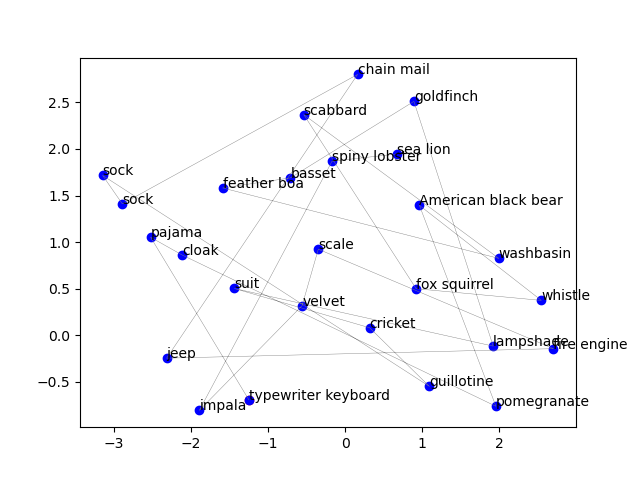 chain mail
goldfinch
scabbard
sea lion
spiny lobster
basset
sock
feather boa
sock
American black bear
pajama
cloak
scale
washbasin
suit
fox squirrel
velvet
whistle
cricket
lampshade
fire engine
jeep
guillotine
typewriter keyboard
impala
pomegranate
2.5
2.0
1.5
1.0
0.5
0.0
−0.5
−3
−2
−1
0
1
2